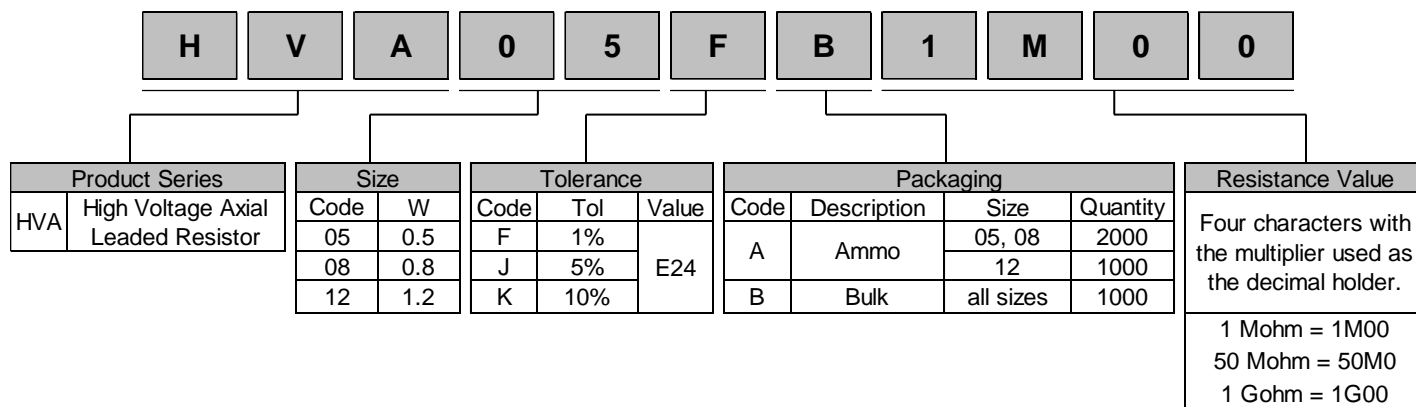 H V A 0 5 F B 1 M 0 0
Product Series
HVA
High Voltage Axial
Leaded Resistor
Size
Code W
05 0.5
08 0.8
12 1.2
Tolerance
Code Tol Value
F 1%
J 5%
K 10%
E24
Packaging
Code Description Size Quantity
A Ammo
05, 08 2000
12 1000
B Bulk all sizes 1000
Resistance Value
Four characters with
the multiplier used as
the decimal holder.
1 Mohm = 1M00
50 Mohm = 50M0
1 Gohm = 1G00